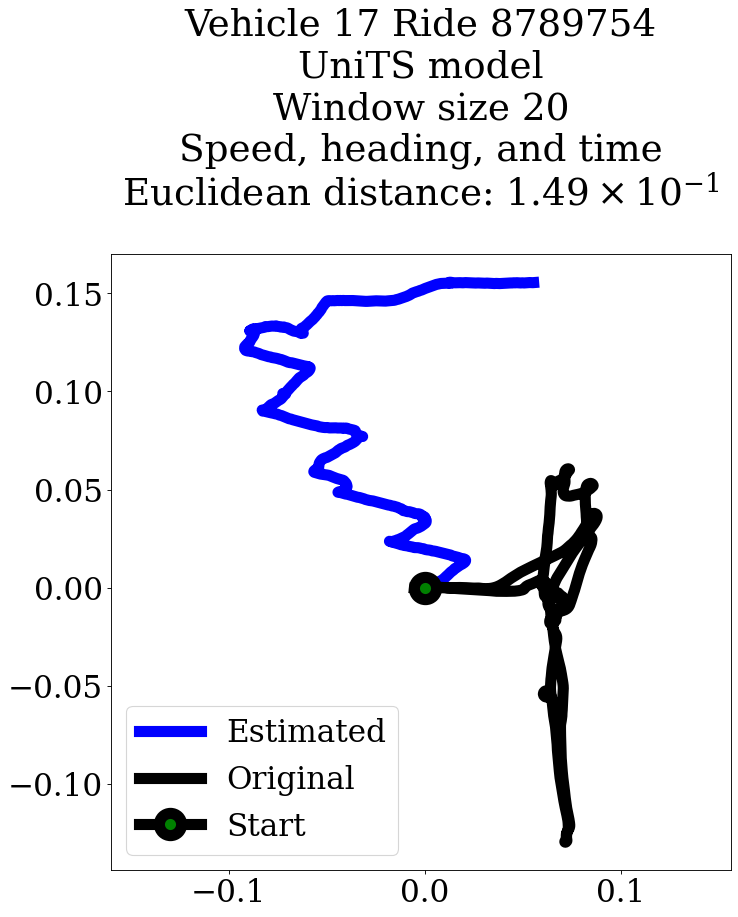 Vehicle 17 Ride 8789754
UniTS model
Window size 20
Speed, heading, and time
Euclidean distance: 1.49 × 10⁻¹
0.15
0.10
0.05
0.00
−0.05
−0.10
Estimated
Original
Start
−0.1
0.0
0.1